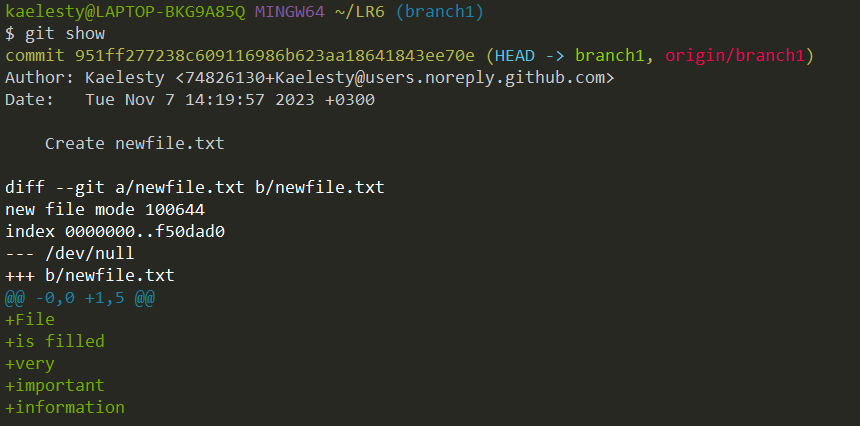 kaelesty@LAPTOP-BKG9A85Q MINGW64 ~/LR6 (branch1)
$ git show
commit 951ff277238c609116986b623aa18641843ee70e (HEAD -> branch1, origin/branch1)
Author: Kaelesty <74826130+Kaelesty@users.noreply.github.com>
Date:   Tue Nov 7 14:19:57 2023 +0300

    Create newfile.txt

diff --git a/newfile.txt b/newfile.txt
new file mode 100644
index 0000000..f50dad0
--- /dev/null
+++ b/newfile.txt
@@ -0,0 +1,5 @@
+File
+is filled
+very
+important
+information